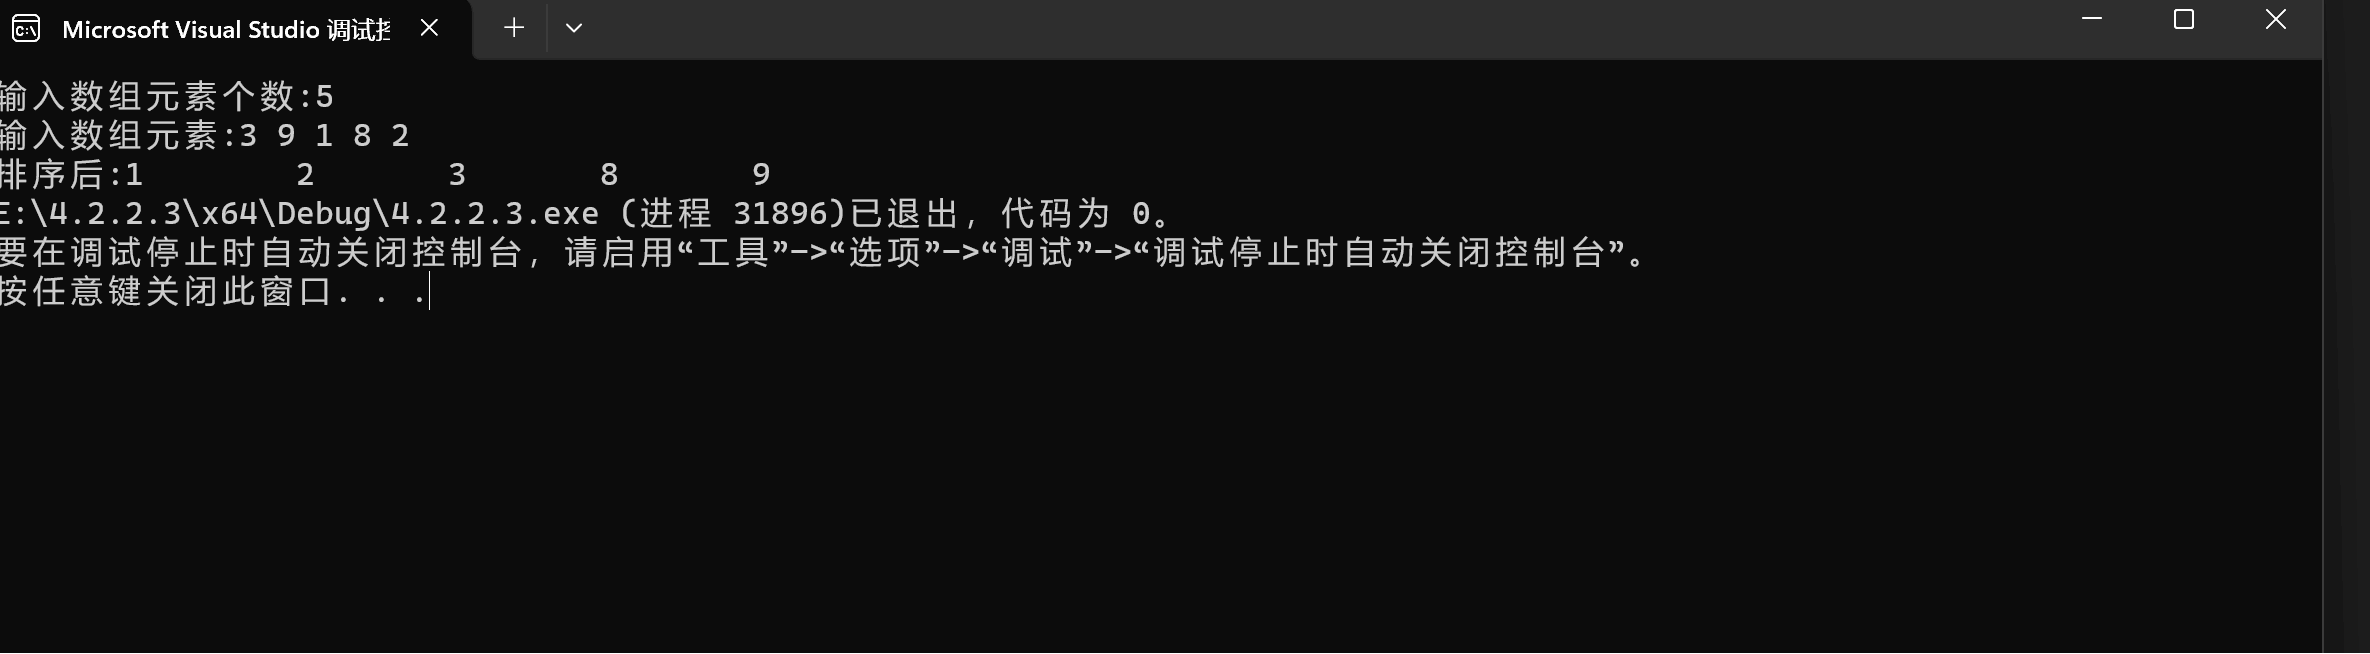 Microsoft Visual Studio 调试
输入数组元素个数:5
输入数组元素:3 9 1 8 2
排序后:1 2 3 8 9
E:\4.2.2.3\x64\Debug\4.2.2.3.exe (进程 31896)已退出，代码为 0。
要在调试停止时自动关闭控制台，请启用“工具”->“选项”->“调试”->“调试停止时自动关闭控制台”。
按任意键关闭此窗口. . .